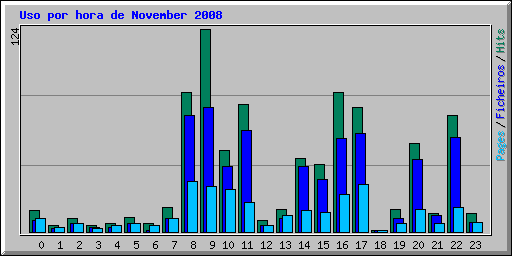 Uso por hora de November 2008
124
Pages / Ficheiros / Hits
0 1 2 3 4 5 6 7 8 9 10 11 12 13 14 15 16 17 18 19 20 21 22 23